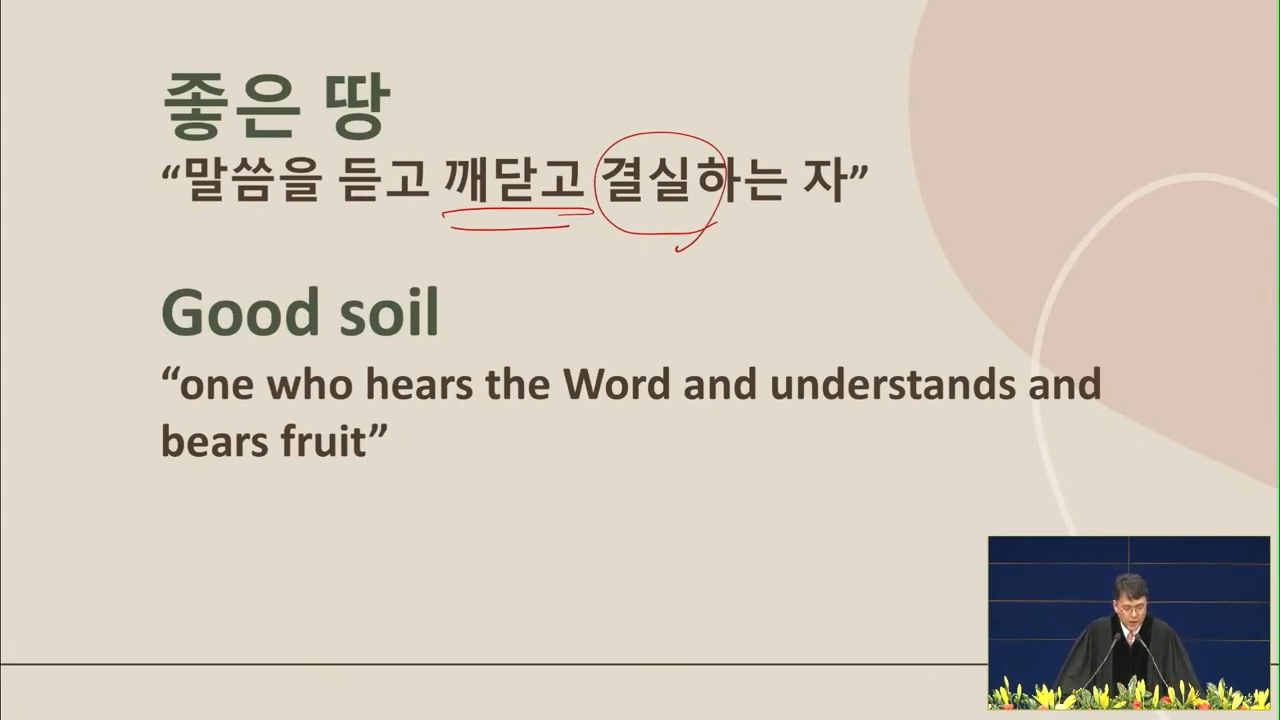 좋은 땅
“말씀을 듣고 깨닫고 결실하는 자”
Good soil
“one who hears the Word and understands and
bears fruit”